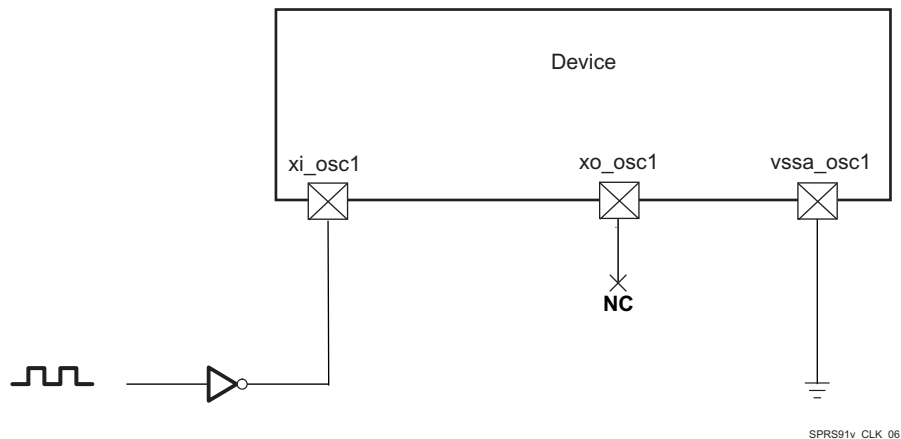 Device
xi_osc1
xo_osc1
vssa_osc1
NC
SPRS91v_CLK_06